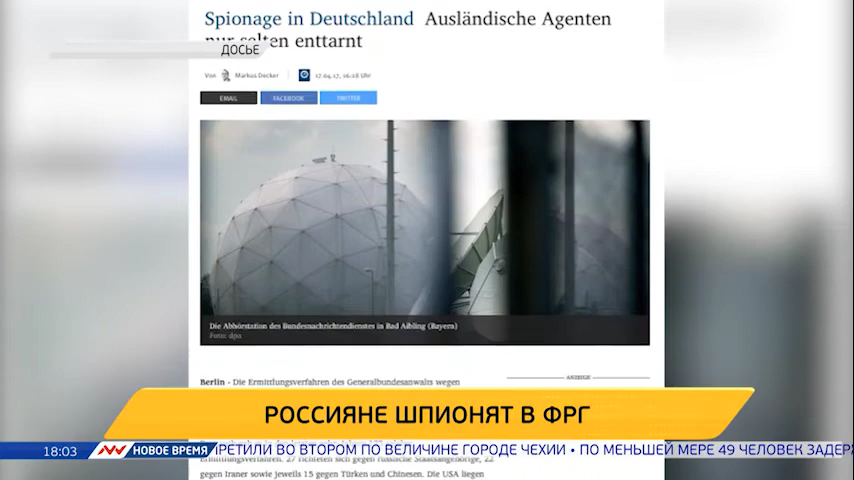 Spionage in Deutschland Ausländische Agenten
nur selten enttarnt
ДОСЬЕ
Von Markus Decker 17.04.17, 16:28 Uhr
EMAIL FACEBOOK TWITTER
Die Abhörstation des Bundesnachrichtendienstes in Bad Aibling (Bayern)
Foto: dpa
ANZEIGE
Berlin - Die Ermittlungsverfahren des Generalbundesanwalts wegen
РОССИЯНЕ ШПИОНЯТ В ФРГ
18:03 НОВОЕ ВРЕМЯ ПРЕТИЛИ ВО ВТОРОМ ПО ВЕЛИЧИНЕ ГОРОДЕ ЧЕХИИ • ПО МЕНЬШЕЙ МЕРЕ 49 ЧЕЛОВЕК ЗАДЕРЖ
Ermittlungsverfahren. 27 richteten sich gegen russische Staatsangehörige, 22
gegen Iraner sowie jeweils 15 gegen Türken und Chinesen. Die USA liegen